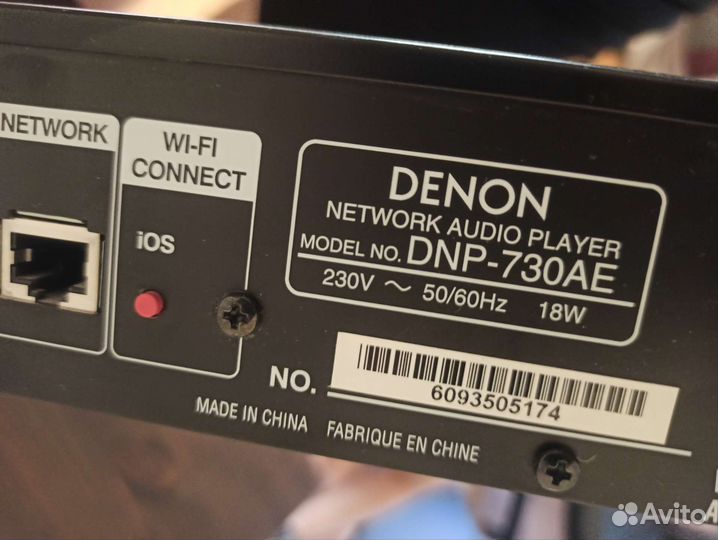 NETWORK
WI-FI
CONNECT
iOS
DENON
NETWORK AUDIO PLAYER
MODEL NO. DNP-730AE
230V ~ 50/60Hz 18W
NO.
6093505174
MADE IN CHINA FABRIQUE EN CHINE
Avito